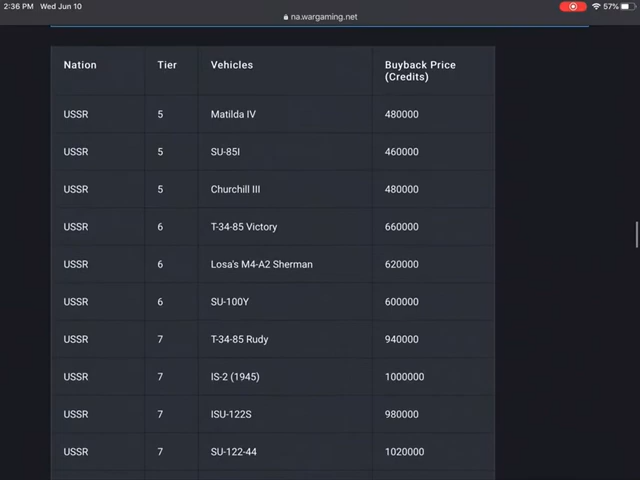 2:36 PM Wed Jun 10 57%
na.wargaming.net
Nation Tier Vehicles Buyback Price (Credits)
USSR 5 Matilda IV 480000
USSR 5 SU-85I 460000
USSR 5 Churchill III 480000
USSR 6 T-34-85 Victory 660000
USSR 6 Losa's M4-A2 Sherman 620000
USSR 6 SU-100Y 600000
USSR 7 T-34-85 Rudy 940000
USSR 7 IS-2 (1945) 1000000
USSR 7 ISU-122S 980000
USSR 7 SU-122-44 1020000